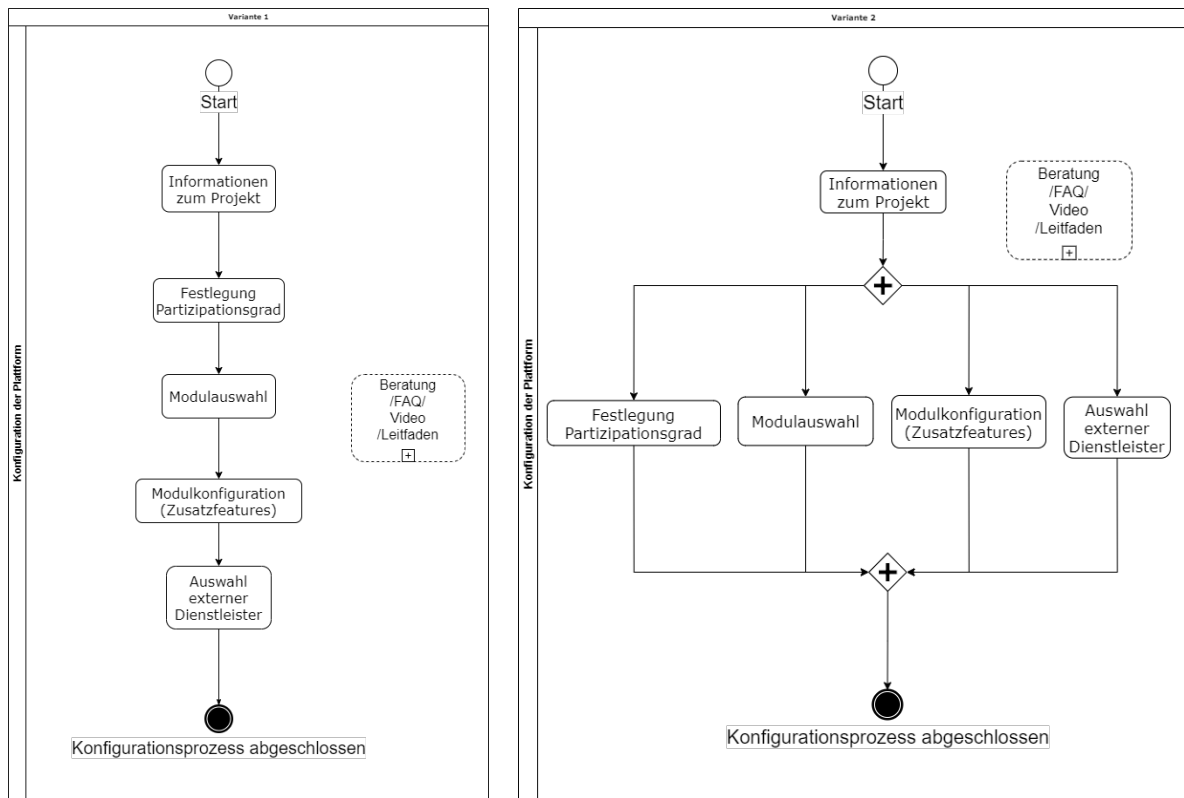 Variante 1
Konfiguration der Plattform
Start
Informationen
zum Projekt
Festlegung
Partizipationsgrad
Modulauswahl
Beratung
/FAQ/
Video
/Leitfaden
Modulkonfiguration
(Zusatzfeatures)
Auswahl
externer
Dienstleister
Konfigurationsprozess abgeschlossen
Variante 2
Konfiguration der Plattform
Start
Informationen
zum Projekt
Beratung
/FAQ/
Video
/Leitfaden
Festlegung
Partizipationsgrad
Modulauswahl
Modulkonfiguration
(Zusatzfeatures)
Auswahl
externer
Dienstleister
Konfigurationsprozess abgeschlossen